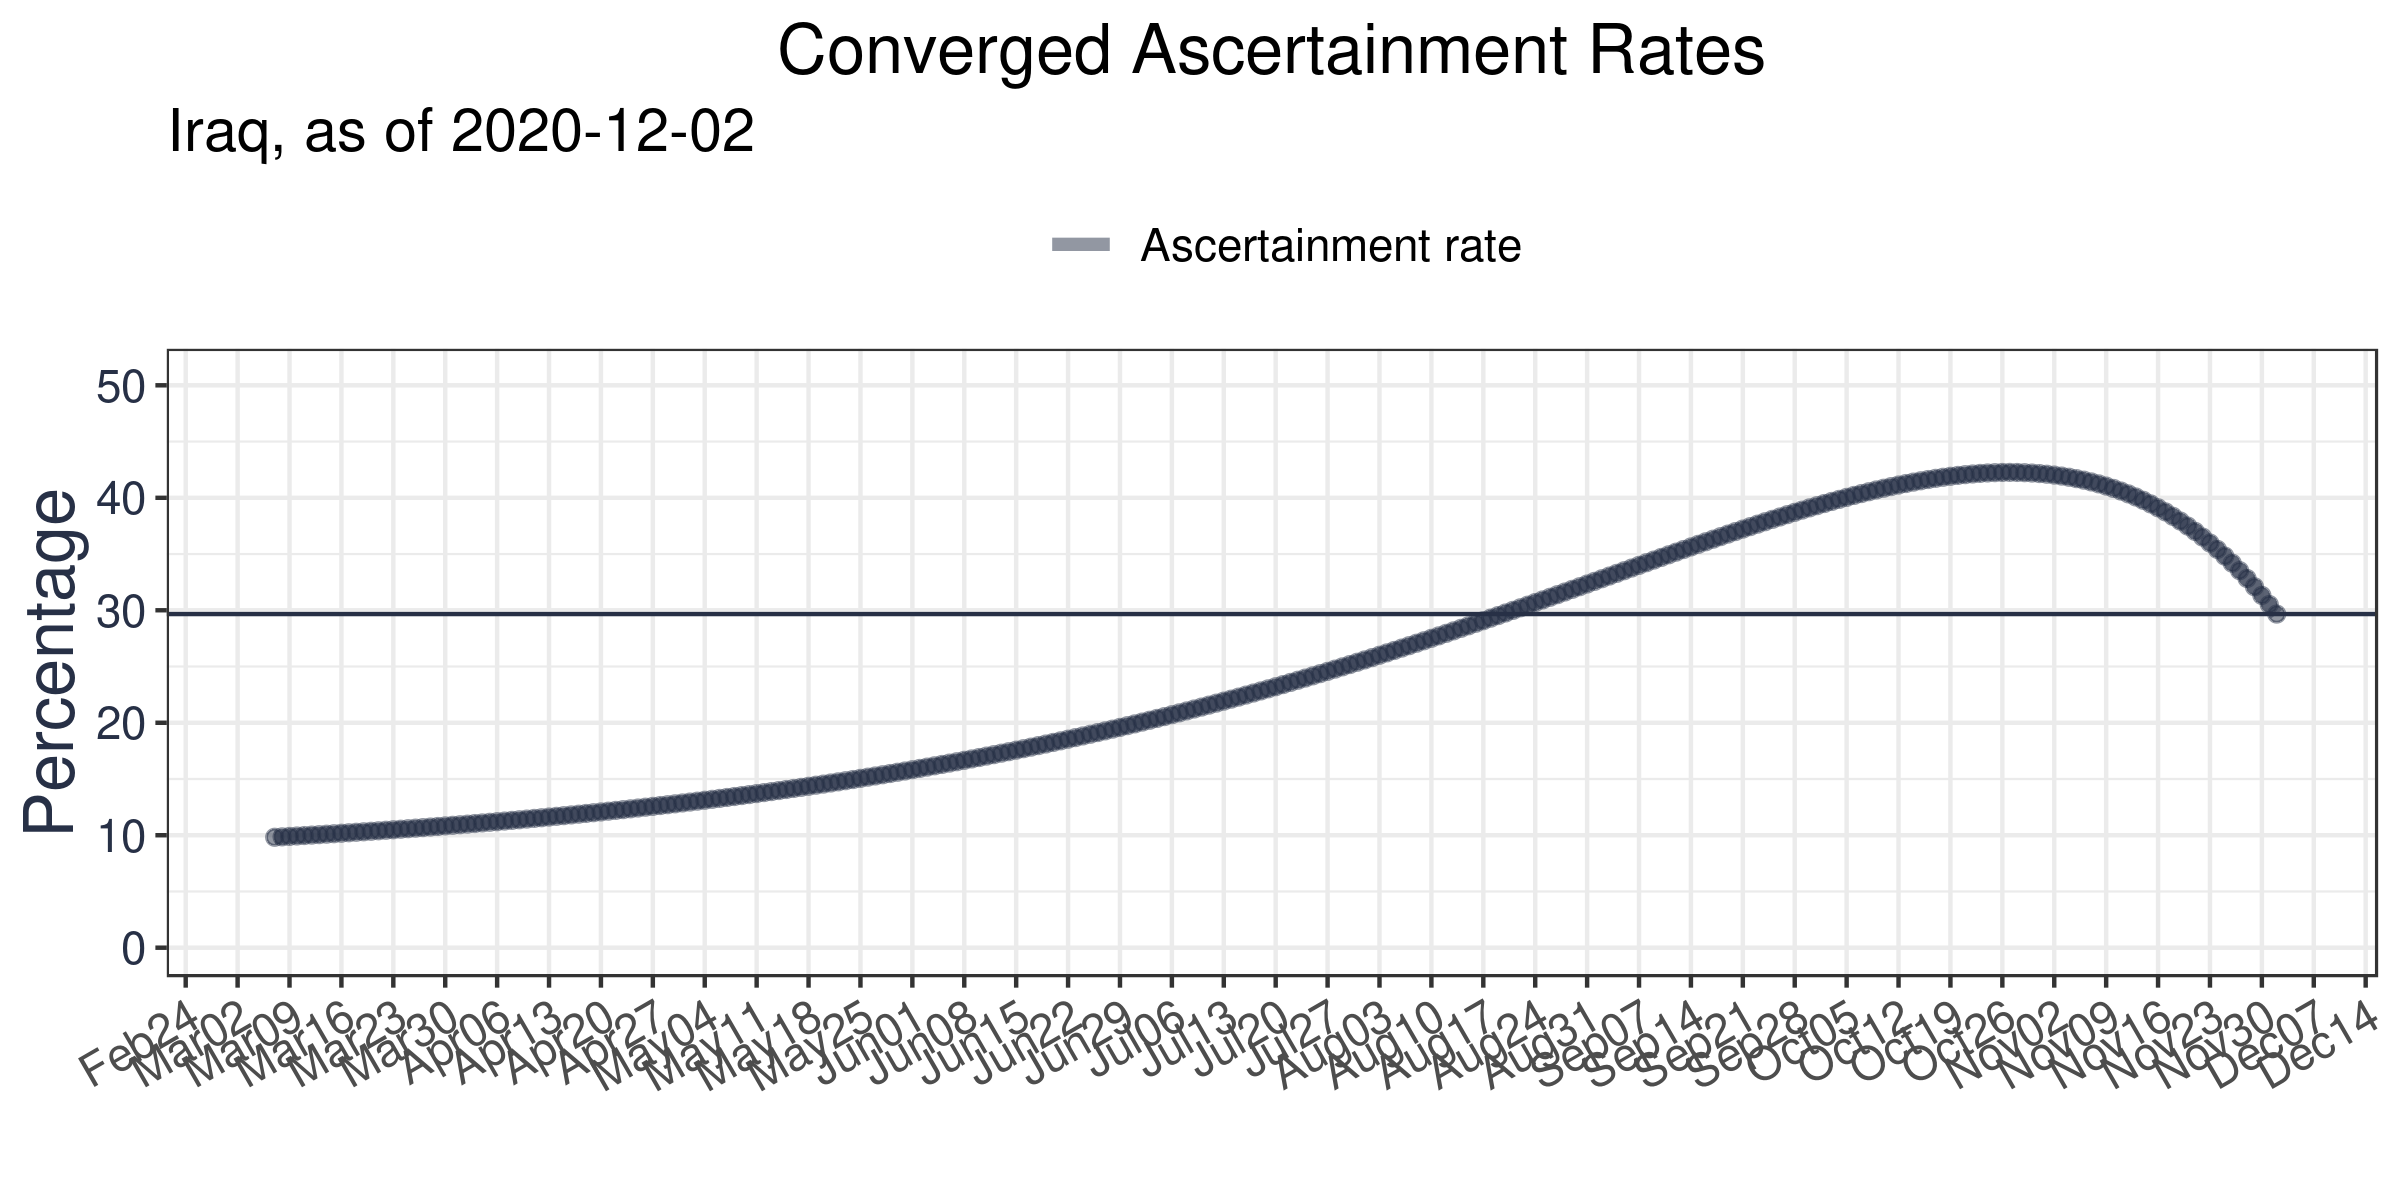 Converged Ascertainment Rates
Iraq, as of 2020-12-02
Ascertainment rate
Percentage
50
40
30
20
10
0
Feb24
Mar02
Mar09
Mar16
Mar23
Mar30
Apr06
Apr13
Apr20
Apr27
May04
May11
May18
May25
Jun01
Jun08
Jun15
Jun22
Jun29
Jul06
Jul13
Jul20
Jul27
Aug03
Aug10
Aug17
Aug24
Aug31
Sep07
Sep14
Sep21
Sep28
Oct05
Oct12
Oct19
Oct26
Nov02
Nov09
Nov16
Nov23
Nov30
Dec07
Dec14